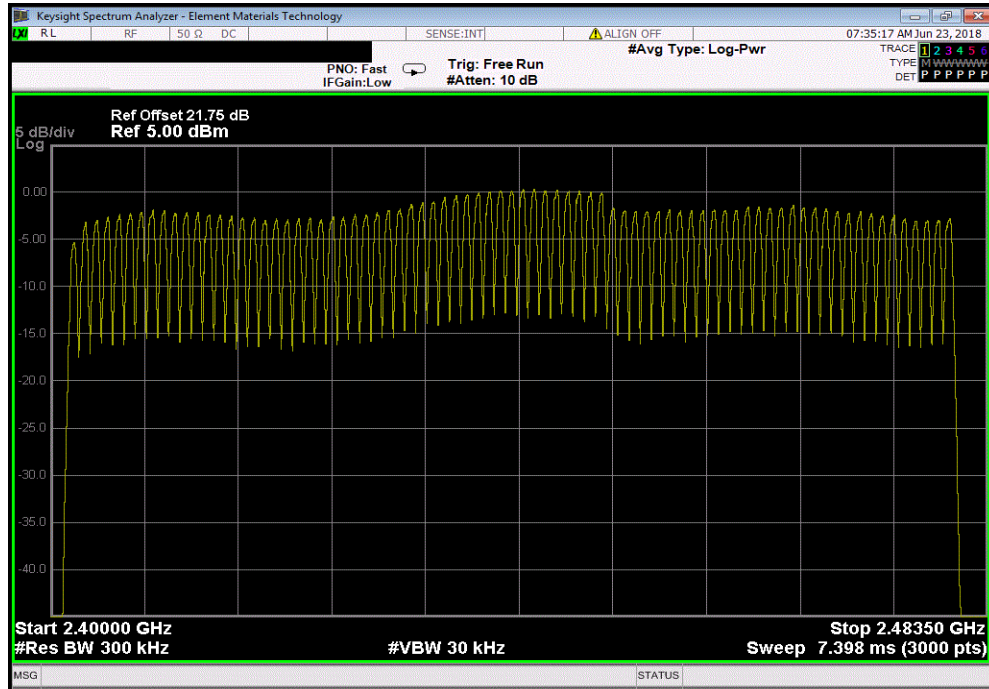 Keysight Spectrum Analyzer - Element Materials Technology
LXI RL RF 50 Ω DC SENSE:INT ALIGN OFF 07:35:17 AM Jun 23, 2018
#Avg Type: Log-Pwr TRACE 1 2 3 4 5 6
PNO: Fast Trig: Free Run TYPE M WWWWW
IFGain:Low #Atten: 10 dB DET P P P P P P
Ref Offset 21.75 dB
5 dB/div Ref 5.00 dBm
Log
0.00
-5.00
-10.0
-15.0
-20.0
-25.0
-30.0
-35.0
-40.0
Start 2.40000 GHz Stop 2.48350 GHz
#Res BW 300 kHz #VBW 30 kHz Sweep 7.398 ms (3000 pts)
MSG STATUS